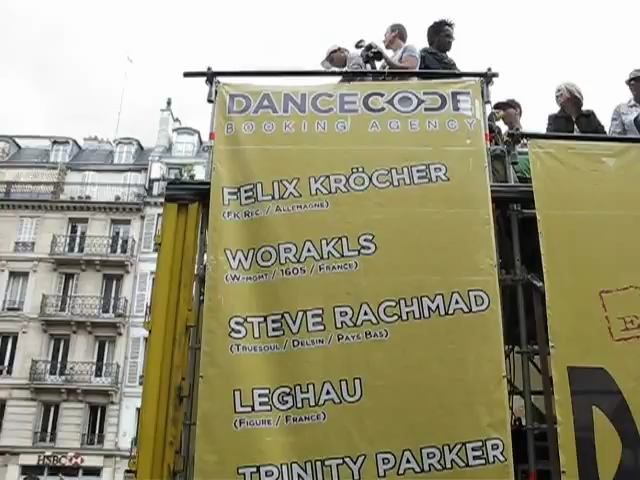 DANCECODE
BOOKING AGENCY
FELIX KRÖCHER
(FK REC / ALLEMAGNE)
WORAKLS
(W-MGMT / 1605 / FRANCE)
STEVE RACHMAD
(TRUESOUL / DELSIN / PAYS BAS)
LEGHAU
(FIGURE / FRANCE)
TRINITY PARKER
HSBC